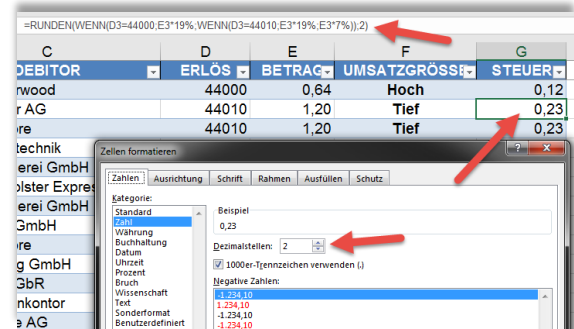 =RUNDEN(WENN(D3=44000;E3*19%;WENN(D3=44010;E3*19%;E3*7%));2)
C D E F G
DEBITOR ERLÖS BETRAG UMSATZGRÖSSE STEUER
rwood 44000 0,64 Hoch 0,12
r AG 44010 1,20 Tief 0,23
ore 44010 1,20 Tief 0,23
technik
erei GmbH
olster Expres
erei GmbH
GmbH
ore
g GmbH
GbR
nkontor
e AG
Zellen formatieren
Zahlen Ausrichtung Schrift Rahmen Ausfüllen Schutz
Kategorie:
Standard
Zahl
Währung
Buchhaltung
Datum
Uhrzeit
Prozent
Bruch
Wissenschaft
Text
Sonderformat
Benutzerdefiniert
Beispiel
0,23
Dezimalstellen: 2
1000er-Trennzeichen verwenden (.)
Negative Zahlen:
-1.234,10
1.234,10
-1.234,10
-1.234,10